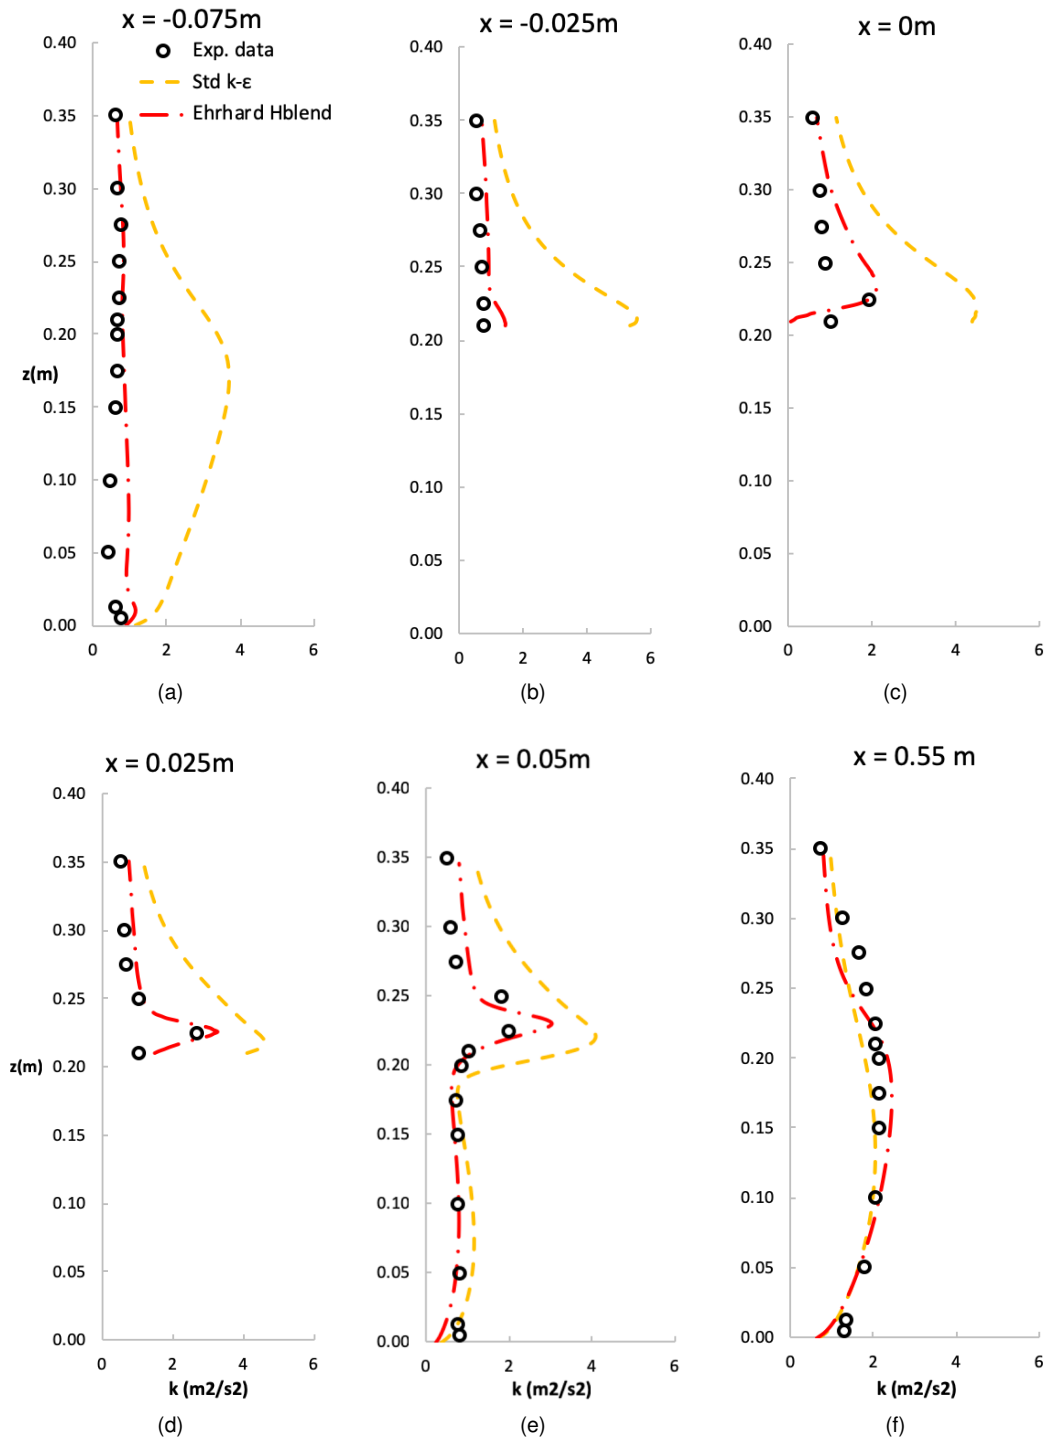 x = -0.075m
0.40
Exp. data
Std k-ε
Ehrhard Hblend
0.35
0.30
0.25
0.20
z(m)
0.15
0.10
0.05
0.00
0 2 4 6
(a)
x = -0.025m
0.40
0.35
0.30
0.25
0.20
0.15
0.10
0.05
0.00
0 2 4 6
(b)
x = 0m
0.40
0.35
0.30
0.25
0.20
0.15
0.10
0.05
0.00
0 2 4 6
(c)
x = 0.025m
0.40
0.35
0.30
0.25
0.20
z(m)
0.15
0.10
0.05
0.00
0 2 4 6
k (m2/s2)
(d)
x = 0.05m
0.40
0.35
0.30
0.25
0.20
0.15
0.10
0.05
0.00
0 2 4 6
k (m2/s2)
(e)
x = 0.55 m
0.40
0.35
0.30
0.25
0.20
0.15
0.10
0.05
0.00
0 2 4 6
k (m2/s2)
(f)